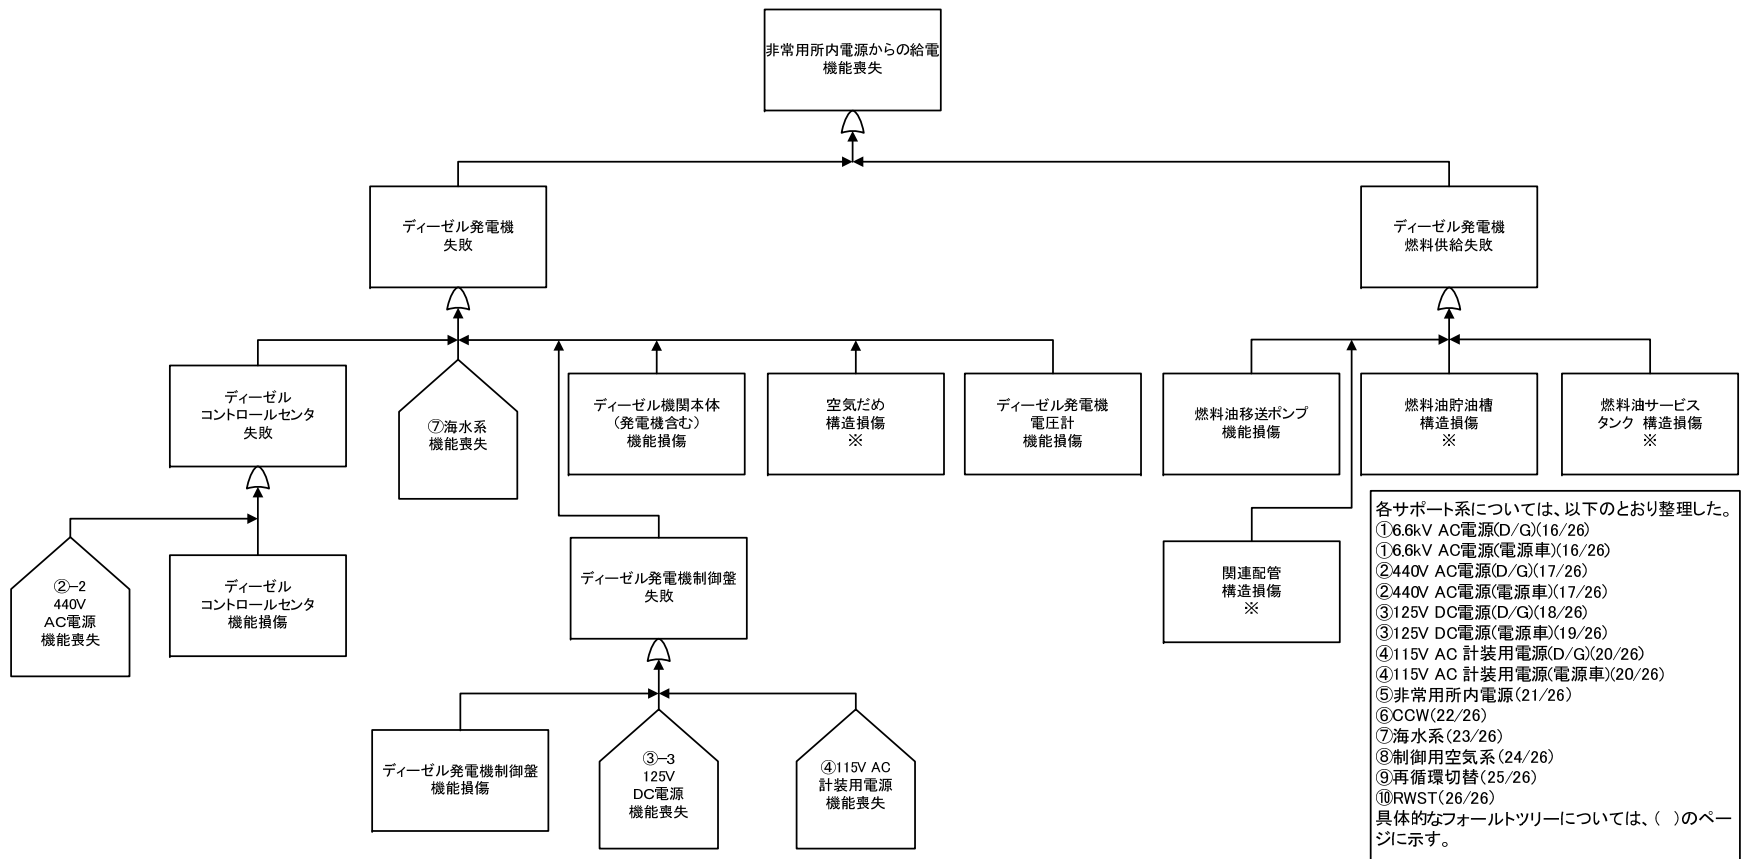 非常用所内電源からの給電
機能喪失
ディーゼル発電機
失敗
ディーゼル発電機
燃料供給失敗
ディーゼル
コントロールセンタ
失敗
⑦海水系
機能喪失
ディーゼル機関本体
(発電機含む)
機能損傷
空気だめ
構造損傷
※
ディーゼル発電機
電圧計
機能損傷
燃料油移送ポンプ
機能損傷
燃料油貯油槽
構造損傷
※
燃料油サービス
タンク 構造損傷
※
②-2
440V
AC電源
機能喪失
ディーゼル
コントロールセンタ
機能損傷
ディーゼル発電機制御盤
失敗
関連配管
構造損傷
※
ディーゼル発電機制御盤
機能損傷
③-3
125V
DC電源
機能喪失
④115V AC
計装用電源
機能喪失
各サポート系については、以下のとおり整理した。
①6.6kV AC電源(D/G)(16/26)
①6.6kV AC電源(電源車)(16/26)
②440V AC電源(D/G)(17/26)
②440V AC電源(電源車)(17/26)
③125V DC電源(D/G)(18/26)
③125V DC電源(電源車)(19/26)
④115V AC 計装用電源(D/G)(20/26)
④115V AC 計装用電源(電源車)(20/26)
⑤非常用所内電源(21/26)
⑥CCW(22/26)
⑦海水系(23/26)
⑧制御用空気系(24/26)
⑨再循環切替(25/26)
⑩RWST(26/26)
具体的なフォールトツリーについては、( )のペー
ジに示す。